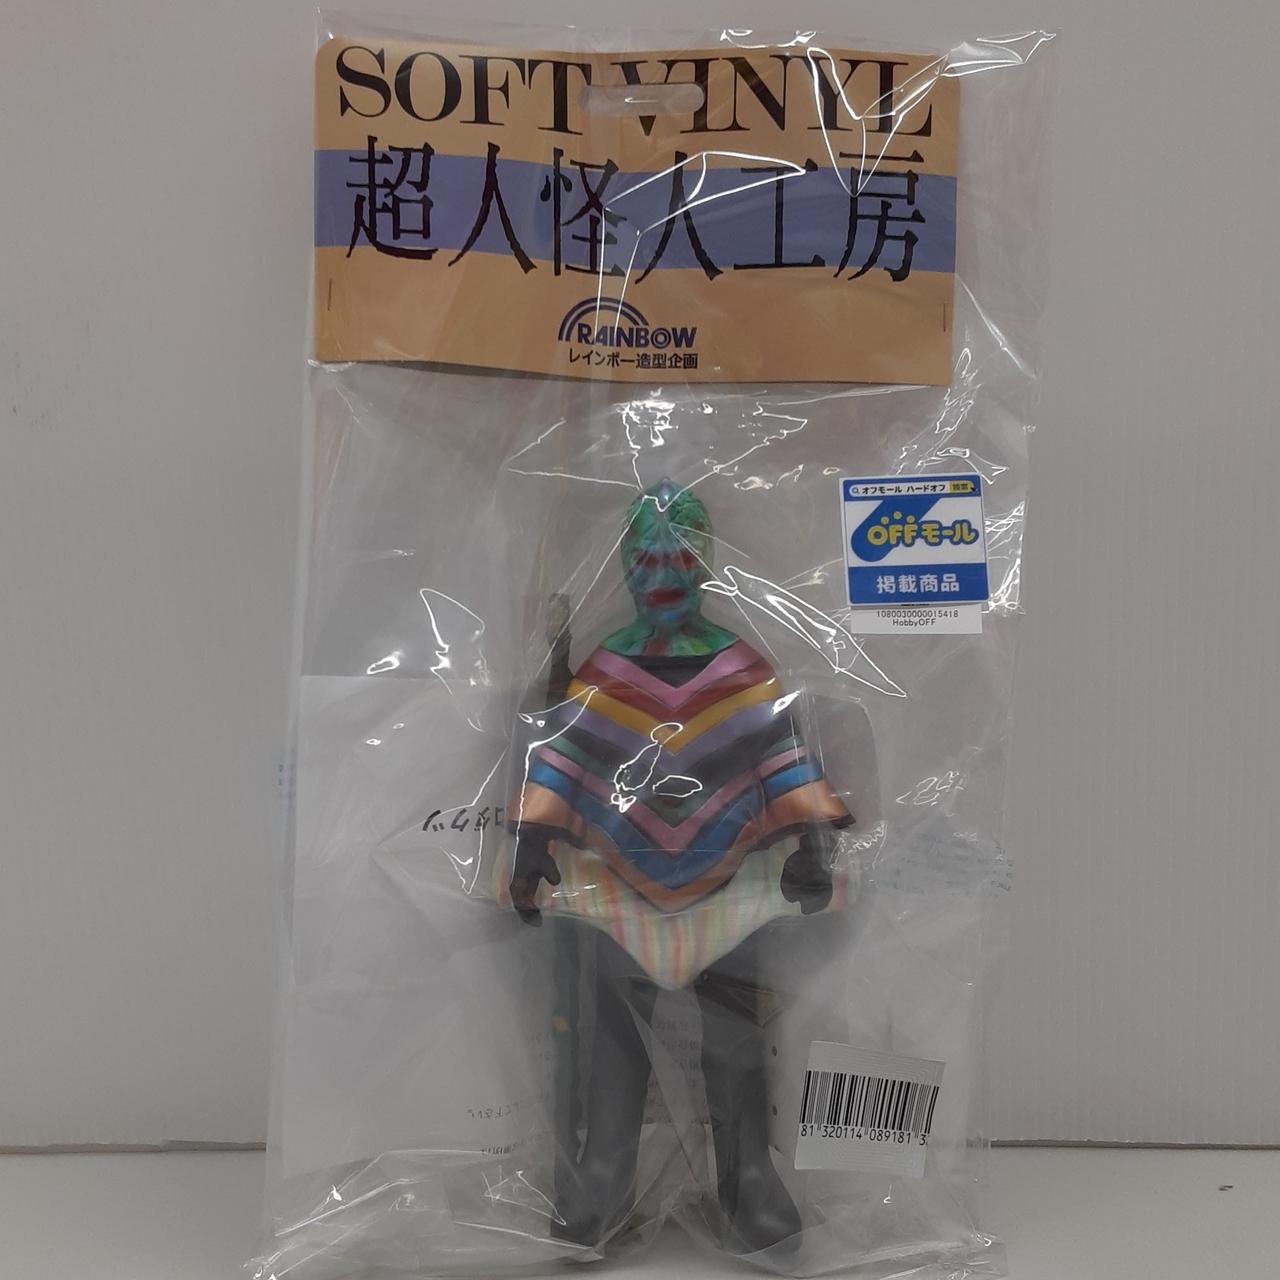 SOFT VINYL
超人怪人工房
RAINBOW
レインボー造型企画
オフモール ハードオフ 検索
OFFモール
掲載商品
1080030000015418
HobbyOFF
81 320114 089181 3